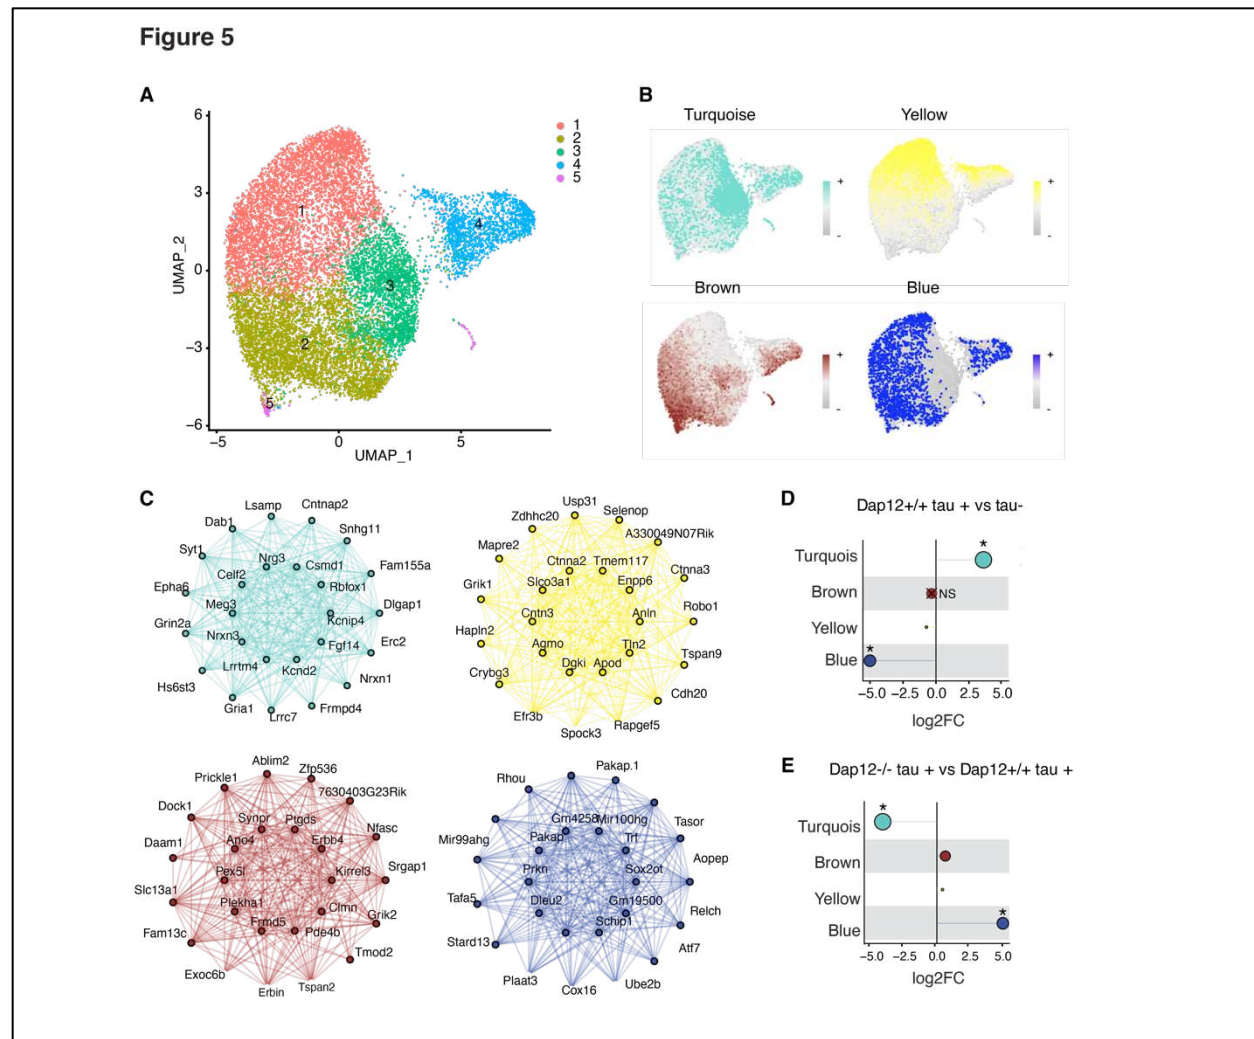 Figure 5
A
6
3
0
−3
−6
UMAP_2
−5
0
5
UMAP_1
1
2
3
4
5
1
2
3
4
5
B
Turquoise
Yellow
+
-
+
-
Brown
Blue
+
-
+
-
C
Lsamp
Cntnap2
Dab1
Snhg11
Syt1
Nrg3
Csmd1
Fam155a
Epha6
Celf2
Rbfox1
Meg3
Kcnip4
Dlgap1
Grin2a
Nrxn3
Fgf14
Erc2
Lrrtm4
Kcnd2
Nrxn1
Hs6st3
Gria1
Lrrc7
Frmpd4
Usp31
Zdhhc20
Selenop
Mapre2
A330049N07Rik
Ctnna2
Tmem117
Ctnna3
Grik1
Slco3a1
Enpp6
Cntn3
Anln
Robo1
Hapln2
Agmo
Tln2
Tspan9
Crybg3
Dgki
Apod
Cdh20
Efr3b
Spock3
Rapgef5
Ablim2
Prickle1
Zfp536
Dock1
7630403G23Rik
Synpr
Ptgds
Nfasc
Daam1
Ano4
Erbb4
Pex5l
Kirrel3
Srgap1
Slc13a1
Plekha1
Clmn
Grik2
Fam13c
Frmd5
Pde4b
Tmod2
Exoc6b
Erbin
Tspan2
Rhou
Pakap.1
Gm4258
Mir100hg
Tasor
Mir99ahg
Pakap
Trf
Aopep
Prkn
Sox2ot
Tafa5
Dleu2
Gm19500
Relch
Schip1
Stard13
Atf7
Plaat3
Cox16
Ube2b
D
Dap12+/+ tau + vs tau-
Turquois
*
Brown
NS
Yellow
Blue
*
−5.0
−2.5
0.0
2.5
5.0
log2FC
E
Dap12-/- tau + vs Dap12+/+ tau +
Turquois
*
Brown
Yellow
Blue
*
−5.0
−2.5
0.0
2.5
5.0
log2FC